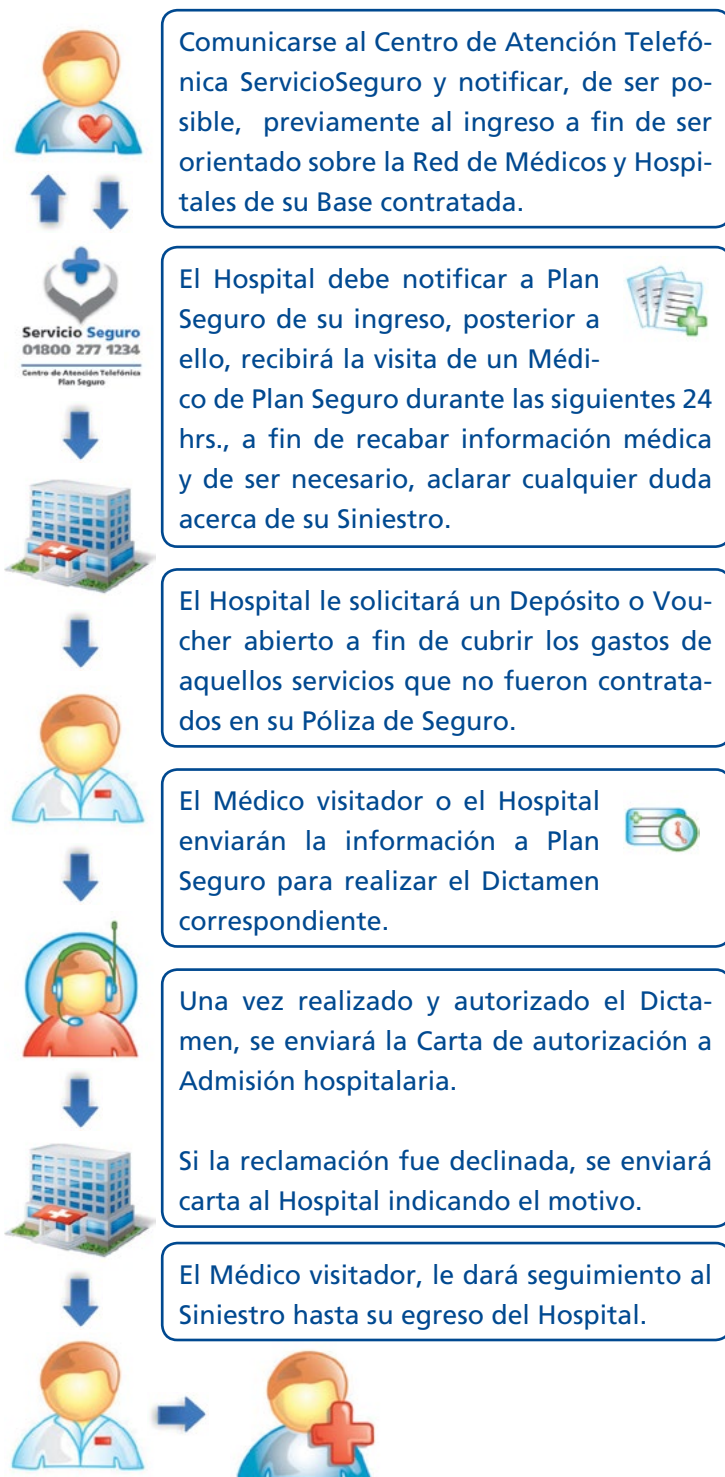 Comunicarse al Centro de Atención Telefó-
nica ServicioSeguro y notificar, de ser po-
sible, previamente al ingreso a fin de ser
orientado sobre la Red de Médicos y Hospi-
tales de su Base contratada.
Servicio Seguro
01800 277 1234
Centro de Atención Telefónica
Plan Seguro
El Hospital debe notificar a Plan
Seguro de su ingreso, posterior a
ello, recibirá la visita de un Médi-
co de Plan Seguro durante las siguientes 24
hrs., a fin de recabar información médica
y de ser necesario, aclarar cualquier duda
acerca de su Siniestro.
El Hospital le solicitará un Depósito o Vou-
cher abierto a fin de cubrir los gastos de
aquellos servicios que no fueron contrata-
dos en su Póliza de Seguro.
El Médico visitador o el Hospital
enviarán la información a Plan
Seguro para realizar el Dictamen
correspondiente.
Una vez realizado y autorizado el Dicta-
men, se enviará la Carta de autorización a
Admisión hospitalaria.
Si la reclamación fue declinada, se enviará
carta al Hospital indicando el motivo.
El Médico visitador, le dará seguimiento al
Siniestro hasta su egreso del Hospital.